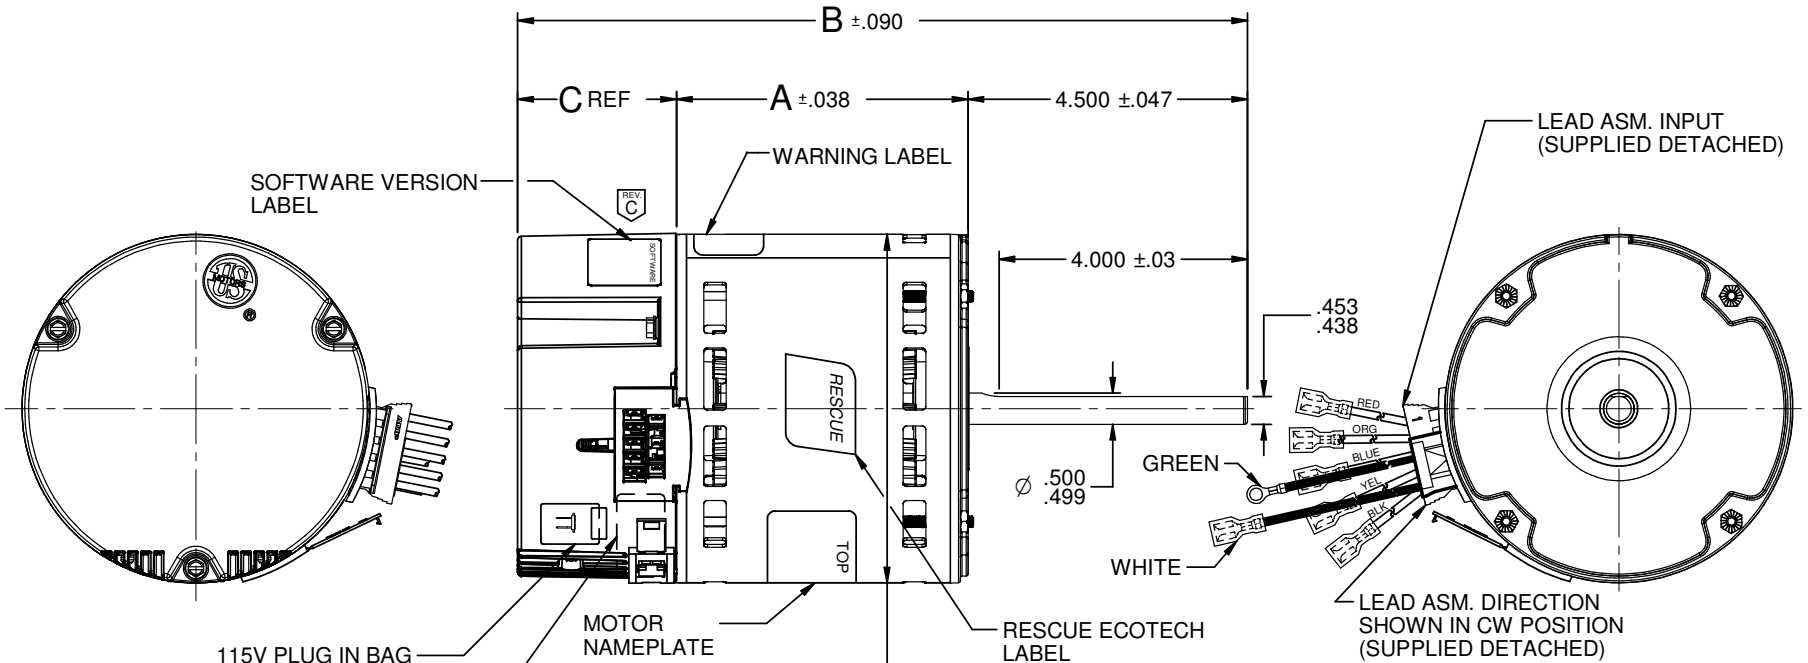 B ±.090
C REF
A ±.038
4.500 ±.047
LEAD ASM. INPUT
(SUPPLIED DETACHED)
WARNING LABEL
SOFTWARE VERSION
LABEL
REV.
C
SOFTWARE
US
MOTORS
®
4.000 ±.03
.453
.438
RESCUE
RED
ORG
BLUE
YEL
BLK
GREEN
Ø .500
.499
WHITE
TOP
LEAD ASM. DIRECTION
SHOWN IN CW POSITION
(SUPPLIED DETACHED)
MOTOR
NAMEPLATE
RESCUE ECOTECH
LABEL
115V PLUG IN BAG